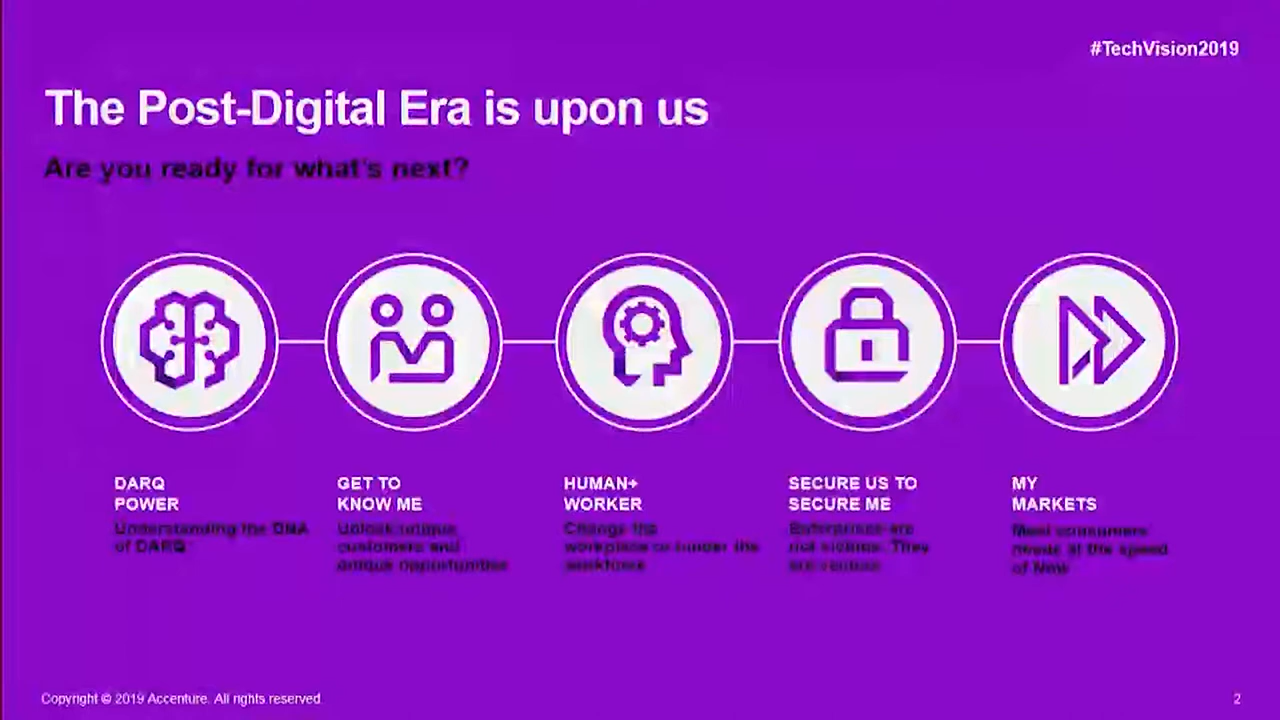 #TechVision2019
The Post-Digital Era is upon us
Are you ready for what's next?
DARQ
POWER
Understanding the DNA
of DARQ
GET TO
KNOW ME
Unlock unique
customers and
unique opportunities
HUMAN+
WORKER
Change the
workplace or hinder the
workforce
SECURE US TO
SECURE ME
Enterprises are
not victims. They
are vectors
MY
MARKETS
Meet consumers'
needs at the speed
of Now
Copyright © 2019 Accenture. All rights reserved.
2